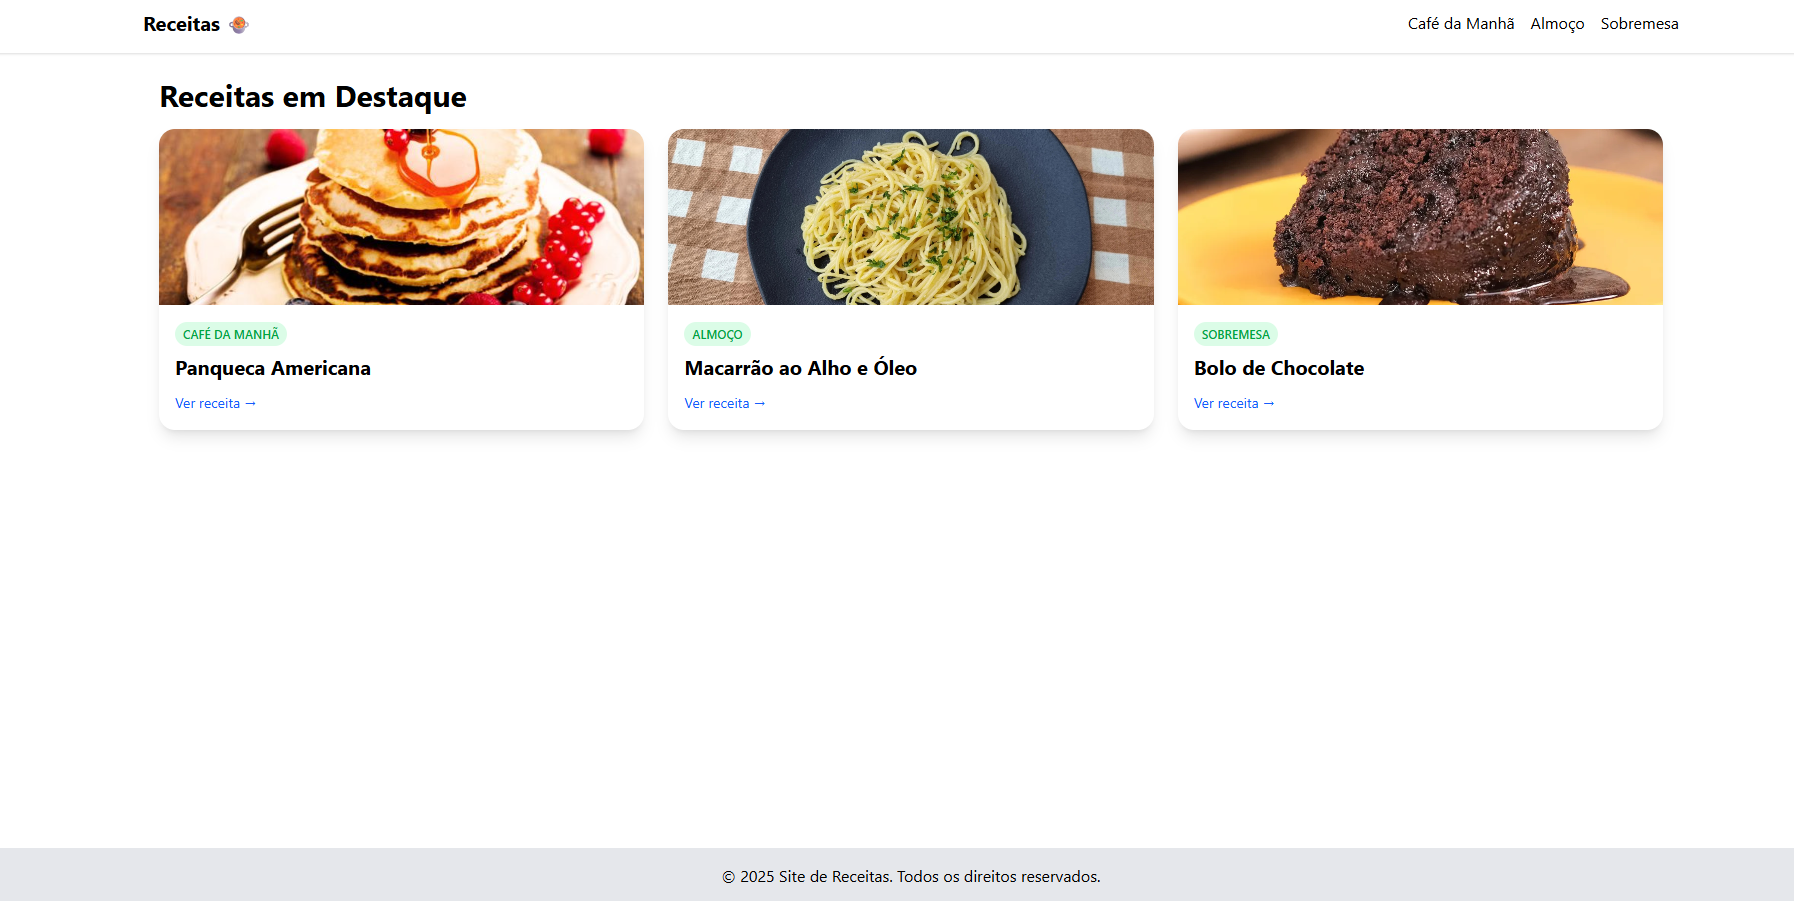 Receitas
Café da Manhã Almoço Sobremesa
Receitas em Destaque
CAFÉ DA MANHÃ
Panqueca Americana
Ver receita →
ALMOÇO
Macarrão ao Alho e Óleo
Ver receita →
SOBREMESA
Bolo de Chocolate
Ver receita →
© 2025 Site de Receitas. Todos os direitos reservados.